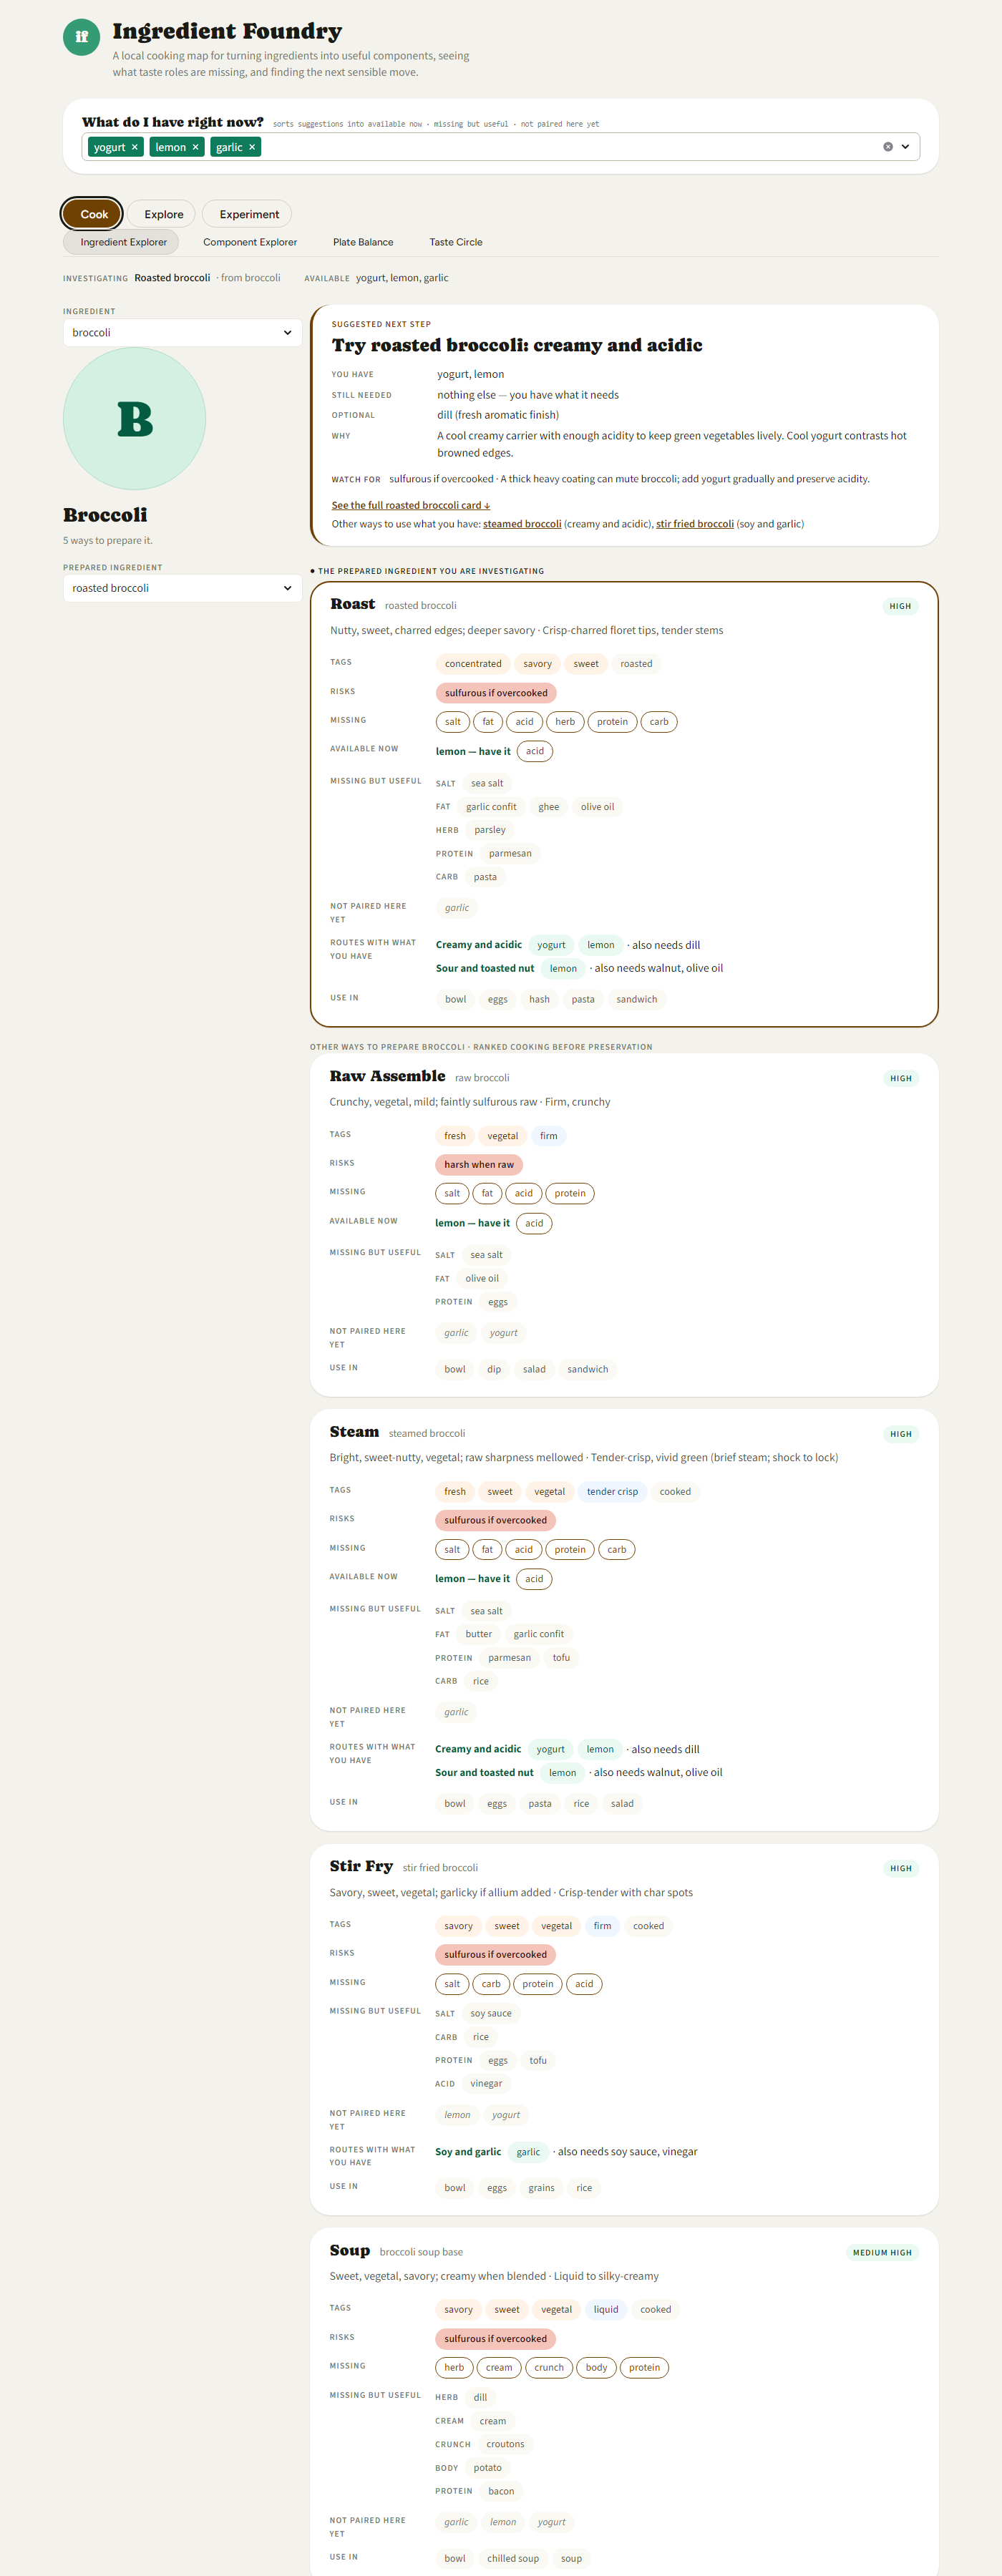 if
Ingredient Foundry
A local cooking map for turning ingredients into useful components, seeing
what taste roles are missing, and finding the next sensible move.
What do I have right now? sorts suggestions into available now · missing but useful · not paired here yet
yogurt × lemon × garlic ×
Cook Explore Experiment
Ingredient Explorer Component Explorer Plate Balance Taste Circle
INVESTIGATING Roasted broccoli · from broccoli AVAILABLE yogurt, lemon, garlic
INGREDIENT
broccoli
B
Broccoli
5 ways to prepare it.
PREPARED INGREDIENT
roasted broccoli
SUGGESTED NEXT STEP
Try roasted broccoli: creamy and acidic
YOU HAVE yogurt, lemon
STILL NEEDED nothing else — you have what it needs
OPTIONAL dill (fresh aromatic finish)
WHY A cool creamy carrier with enough acidity to keep green vegetables lively. Cool yogurt contrasts hot
browned edges.
WATCH FOR sulfurous if overcooked · A thick heavy coating can mute broccoli; add yogurt gradually and preserve acidity.
See the full roasted broccoli card ↓
Other ways to use what you have: steamed broccoli (creamy and acidic), stir fried broccoli (soy and garlic)
● THE PREPARED INGREDIENT YOU ARE INVESTIGATING
Roast roasted broccoli HIGH
Nutty, sweet, charred edges; deeper savory · Crisp-charred floret tips, tender stems
TAGS concentrated savory sweet roasted
RISKS sulfurous if overcooked
MISSING salt fat acid herb protein carb
AVAILABLE NOW lemon — have it acid
MISSING BUT USEFUL SALT sea salt
FAT garlic confit ghee olive oil
HERB parsley
PROTEIN parmesan
CARB pasta
NOT PAIRED HERE
YET
garlic
ROUTES WITH WHAT
YOU HAVE
Creamy and acidic yogurt lemon · also needs dill
Sour and toasted nut lemon · also needs walnut, olive oil
USE IN bowl eggs hash pasta sandwich
OTHER WAYS TO PREPARE BROCCOLI · RANKED COOKING BEFORE PRESERVATION
Raw Assemble raw broccoli HIGH
Crunchy, vegetal, mild; faintly sulfurous raw · Firm, crunchy
TAGS fresh vegetal firm
RISKS harsh when raw
MISSING salt fat acid protein
AVAILABLE NOW lemon — have it acid
MISSING BUT USEFUL SALT sea salt
FAT olive oil
PROTEIN eggs
NOT PAIRED HERE
YET
garlic yogurt
USE IN bowl dip salad sandwich
Steam steamed broccoli HIGH
Bright, sweet-nutty, vegetal; raw sharpness mellowed · Tender-crisp, vivid green (brief steam; shock to lock)
TAGS fresh sweet vegetal tender crisp cooked
RISKS sulfurous if overcooked
MISSING salt fat acid protein carb
AVAILABLE NOW lemon — have it acid
MISSING BUT USEFUL SALT sea salt
FAT butter garlic confit
PROTEIN parmesan tofu
CARB rice
NOT PAIRED HERE
YET
garlic
ROUTES WITH WHAT
YOU HAVE
Creamy and acidic yogurt lemon · also needs dill
Sour and toasted nut lemon · also needs walnut, olive oil
USE IN bowl eggs pasta rice salad
Stir Fry stir fried broccoli HIGH
Savory, sweet, vegetal; garlicky if allium added · Crisp-tender with char spots
TAGS savory sweet vegetal firm cooked
RISKS sulfurous if overcooked
MISSING salt carb protein acid
MISSING BUT USEFUL SALT soy sauce
CARB rice
PROTEIN eggs tofu
ACID vinegar
NOT PAIRED HERE
YET
lemon yogurt
ROUTES WITH WHAT
YOU HAVE
Soy and garlic garlic · also needs soy sauce, vinegar
USE IN bowl eggs grains rice
Soup broccoli soup base MEDIUM HIGH
Sweet, vegetal, savory; creamy when blended · Liquid to silky-creamy
TAGS savory sweet vegetal liquid cooked
RISKS sulfurous if overcooked
MISSING herb cream crunch body protein
MISSING BUT USEFUL HERB dill
CREAM cream
CRUNCH croutons
BODY potato
PROTEIN bacon
NOT PAIRED HERE
YET
garlic lemon yogurt
USE IN bowl chilled soup soup